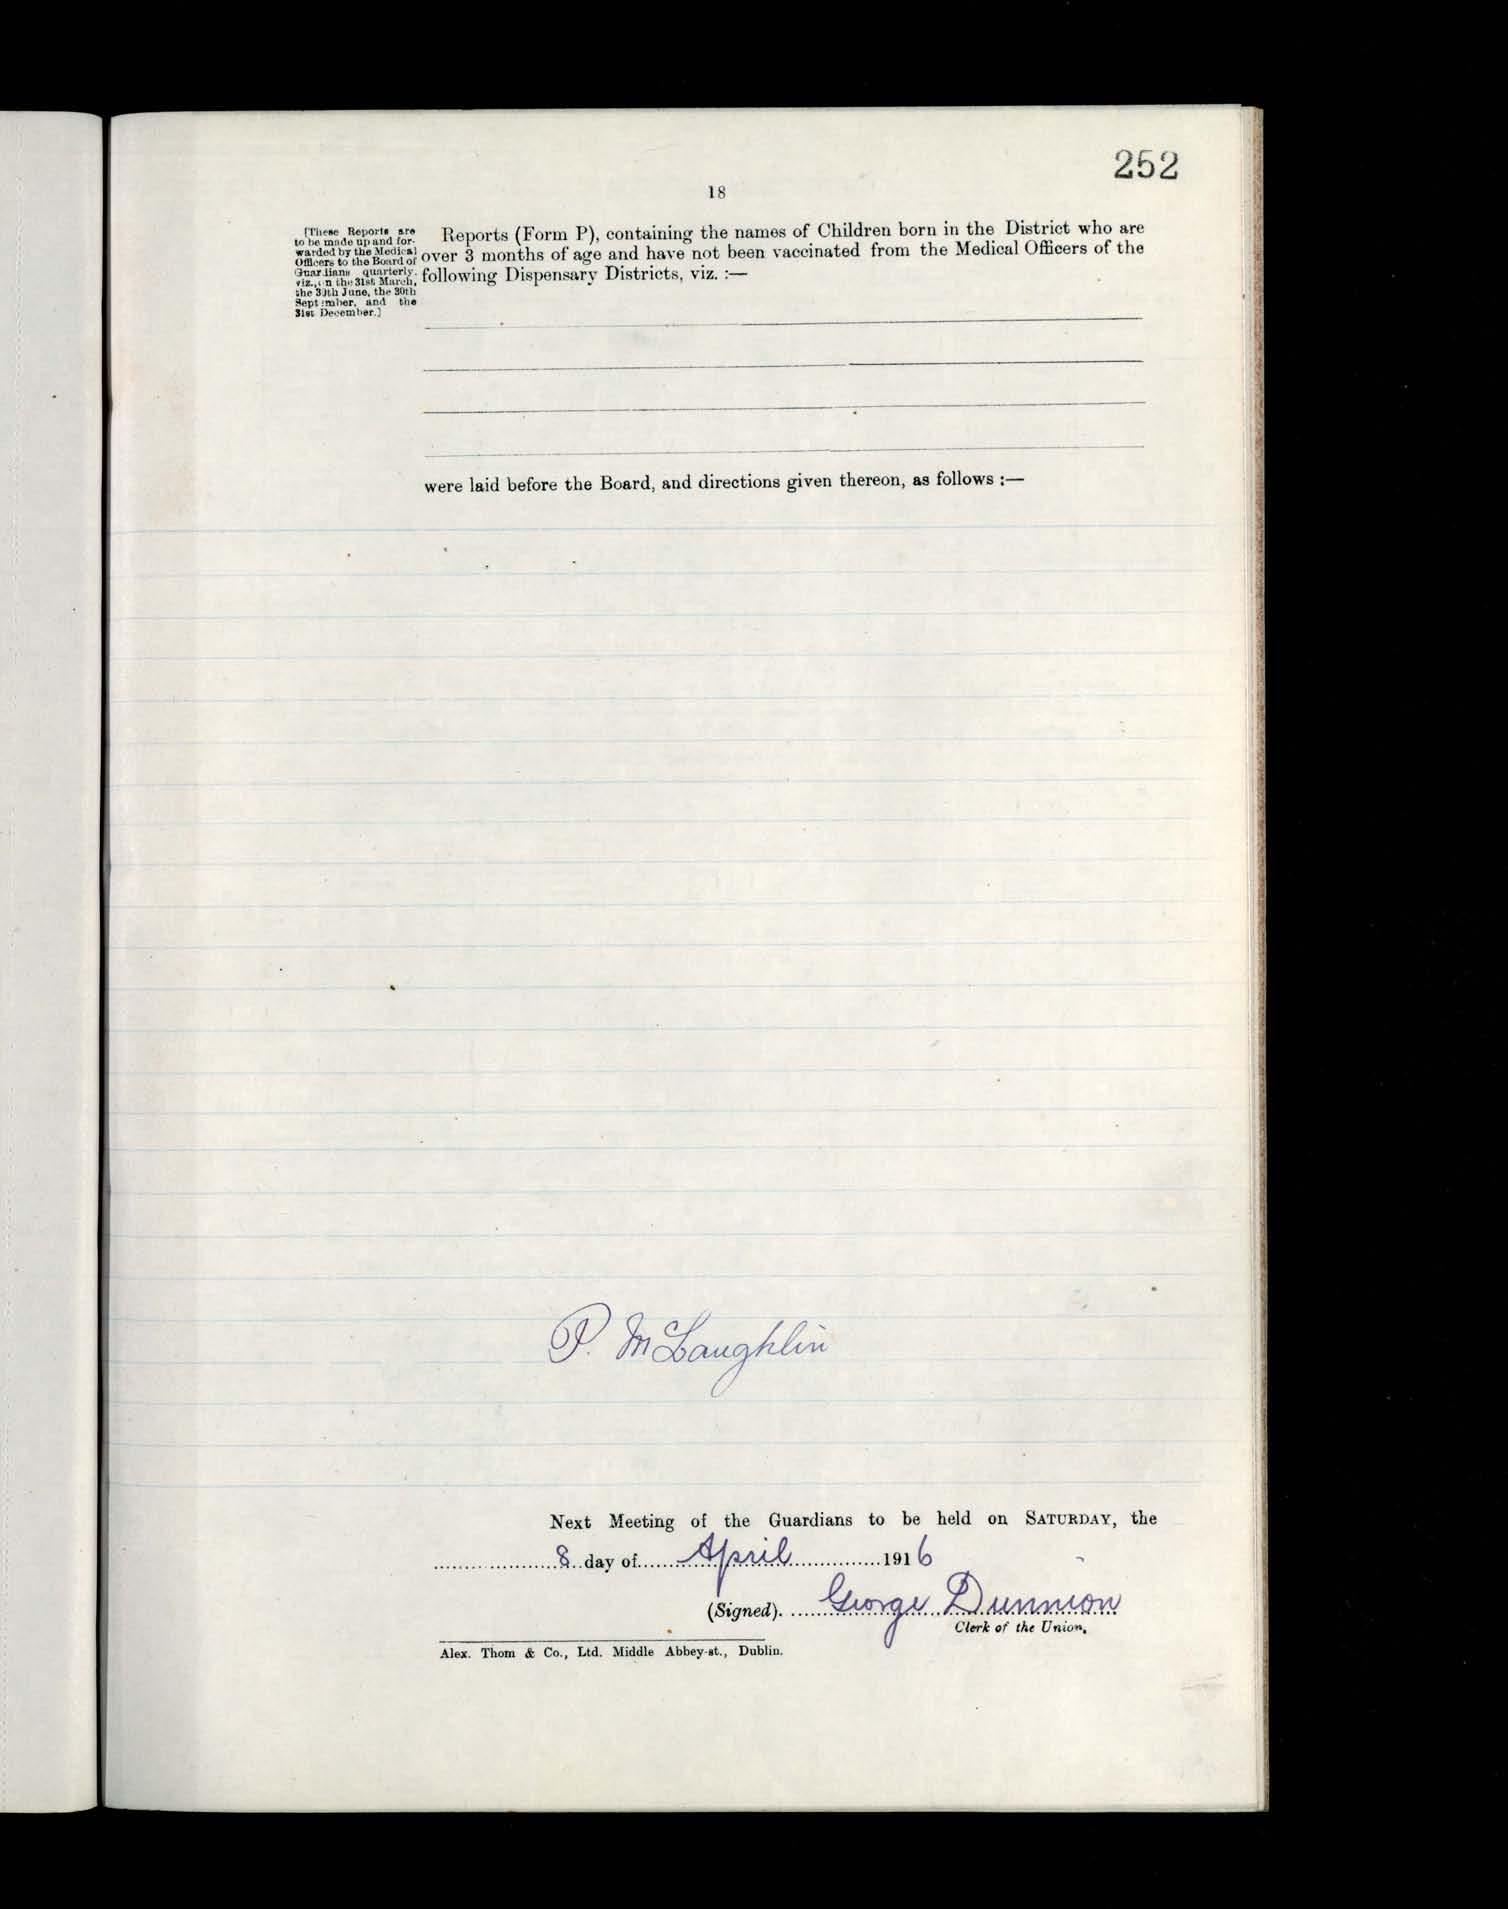 252
18
[These Reports are
to be made up and for-
warded by the Medical
Officers to the Board of
Guardians quarterly,
viz., on the 31st March,
the 30th June, the 30th
September, and the
31st December.]
Reports (Form P), containing the names of Children born in the District who are
over 3 months of age and have not been vaccinated from the Medical Officers of the
following Dispensary Districts, viz. :—
were laid before the Board, and directions given thereon, as follows :—
P. McLaughlin
Next Meeting of the Guardians to be held on SATURDAY, the
8 day of April 1916
(Signed) George Dunnion
Clerk of the Union.
Alex. Thom & Co., Ltd. Middle Abbey-st., Dublin.